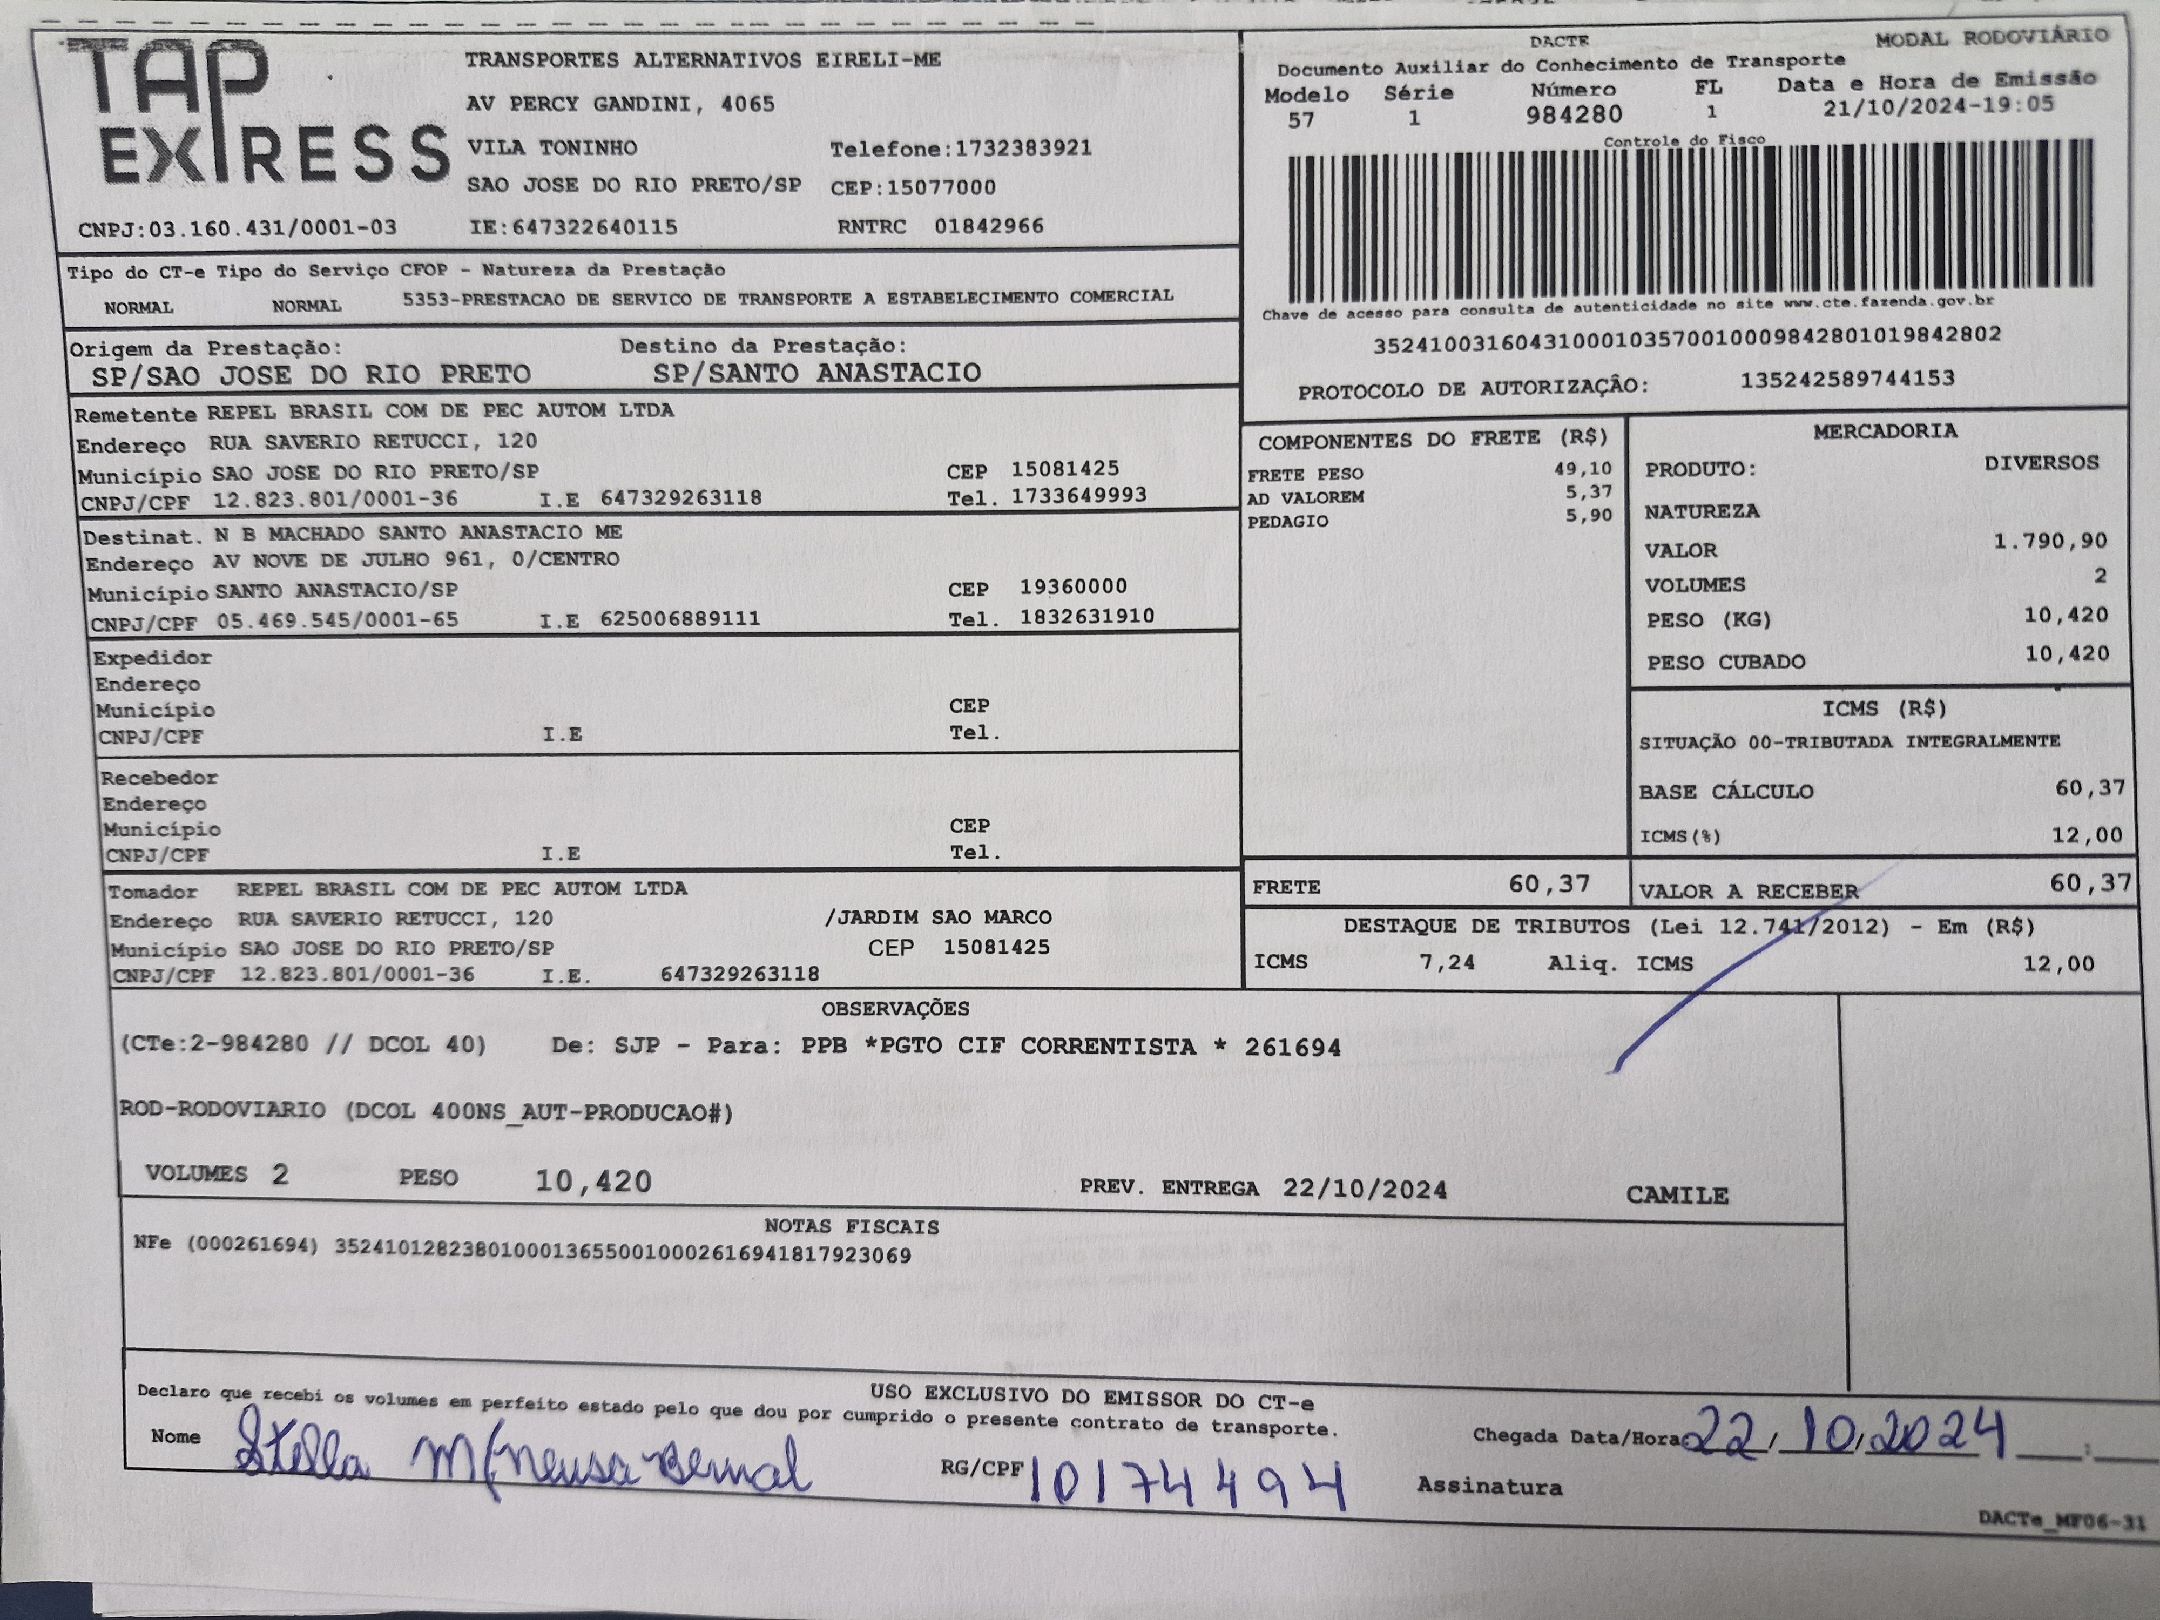 TAP
EXPRESS
TRANSPORTES ALTERNATIVOS EIRELI-ME
AV PERCY GANDINI, 4065
VILA TONINHO Telefone:1732383921
SAO JOSE DO RIO PRETO/SP CEP:15077000
CNPJ:03.160.431/0001-03 IE:647322640115 RNTRC 01842966
DACTE MODAL RODOVIÁRIO
Documento Auxiliar do Conhecimento de Transporte
Modelo Série Número FL Data e Hora de Emissão
57 1 984280 1 21/10/2024-19:05
Controle do Fisco
Chave de acesso para consulta de autenticidade no site www.cte.fazenda.gov.br
35241003160431000103570010009842801019842802
PROTOCOLO DE AUTORIZAÇÃO: 135242589744153
Tipo do CT-e Tipo do Serviço CFOP - Natureza da Prestação
NORMAL NORMAL 5353-PRESTACAO DE SERVICO DE TRANSPORTE A ESTABELECIMENTO COMERCIAL
Origem da Prestação: Destino da Prestação:
SP/SAO JOSE DO RIO PRETO SP/SANTO ANASTACIO
Remetente REPEL BRASIL COM DE PEC AUTOM LTDA
Endereço RUA SAVERIO RETUCCI, 120
Município SAO JOSE DO RIO PRETO/SP CEP 15081425
CNPJ/CPF 12.823.801/0001-36 I.E 647329263118 Tel. 1733649993
Destinat. N B MACHADO SANTO ANASTACIO ME
Endereço AV NOVE DE JULHO 961, 0/CENTRO
Município SANTO ANASTACIO/SP CEP 19360000
CNPJ/CPF 05.469.545/0001-65 I.E 625006889111 Tel. 1832631910
Expedidor
Endereço
Município CEP
CNPJ/CPF I.E Tel.
Recebedor
Endereço
Município CEP
CNPJ/CPF I.E Tel.
Tomador REPEL BRASIL COM DE PEC AUTOM LTDA
Endereço RUA SAVERIO RETUCCI, 120 /JARDIM SAO MARCO
Município SAO JOSE DO RIO PRETO/SP CEP 15081425
CNPJ/CPF 12.823.801/0001-36 I.E. 647329263118
COMPONENTES DO FRETE (R$)
FRETE PESO 49,10
AD VALOREM 5,37
PEDAGIO 5,90
MERCADORIA
PRODUTO: DIVERSOS
NATUREZA
VALOR 1.790,90
VOLUMES 2
PESO (KG) 10,420
PESO CUBADO 10,420
ICMS (R$)
SITUAÇÃO 00-TRIBUTADA INTEGRALMENTE
BASE CÁLCULO 60,37
ICMS(%) 12,00
FRETE 60,37 VALOR A RECEBER 60,37
DESTAQUE DE TRIBUTOS (Lei 12.741/2012) - Em (R$)
ICMS 7,24 Aliq. ICMS 12,00
OBSERVAÇÕES
(CTe:2-984280 // DCOL 40) De: SJP - Para: PPB *PGTO CIF CORRENTISTA * 261694
ROD-RODOVIARIO (DCOL 400NS_AUT-PRODUCAO#)
VOLUMES 2 PESO 10,420 PREV. ENTREGA 22/10/2024 CAMILE
NOTAS FISCAIS
NFe (000261694) 35241012823801000136550010002616941817923069
USO EXCLUSIVO DO EMISSOR DO CT-e
Declaro que recebi os volumes em perfeito estado pelo que dou por cumprido o presente contrato de transporte.
Nome Stella M Neusa Bernal RG/CPF 10174494 Chegada Data/Hora 22/10/2024 :
Assinatura
DACTe_MF06-31